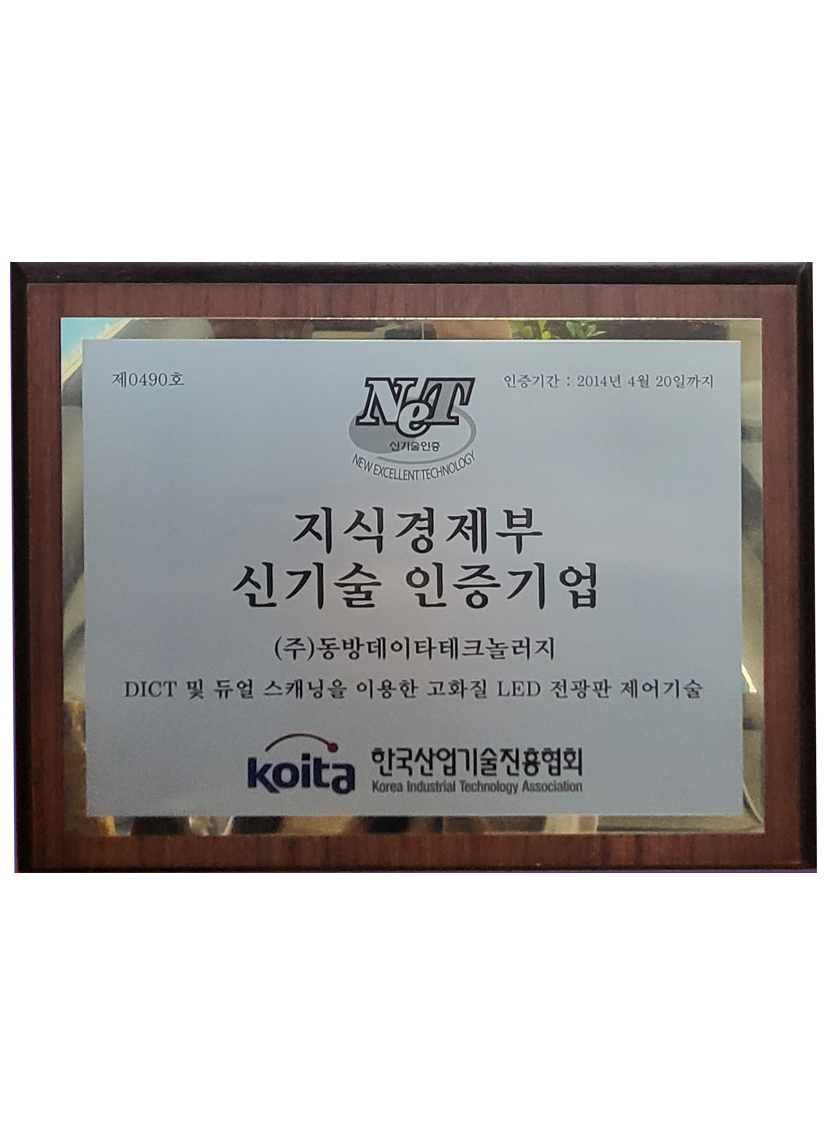 제0490호
인증기간 : 2014년 4월 20일까지
NeT
신기술인증
NEW EXCELLENT TECHNOLOGY
지식경제부
신기술 인증기업
(주)동방데이타테크놀러지
DICT 및 듀얼 스캐닝을 이용한 고화질 LED 전광판 제어기술
koita 한국산업기술진흥협회
Korea Industrial Technology Association